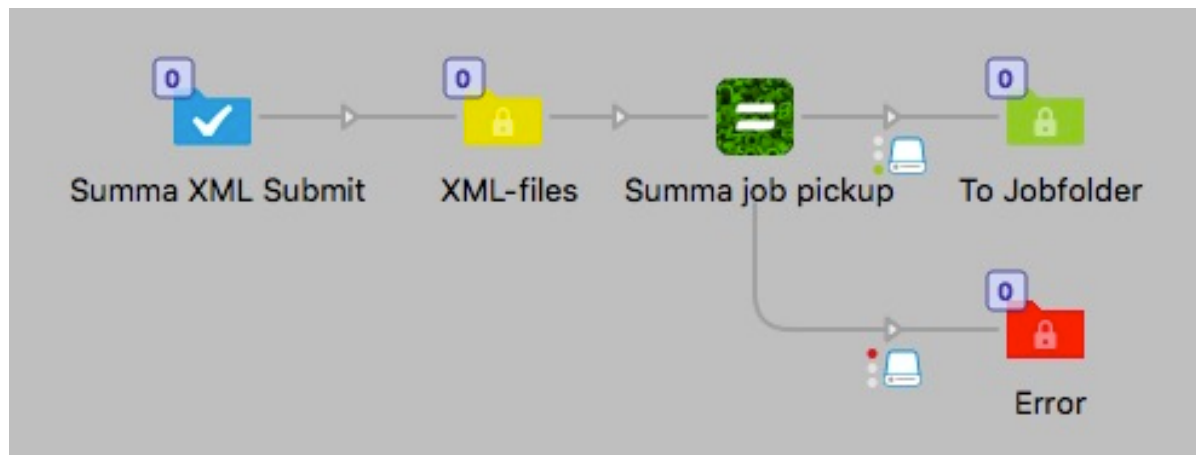 0
0
0
Summa XML Submit
XML-files
Summa job pickup
To Jobfolder
0
Error